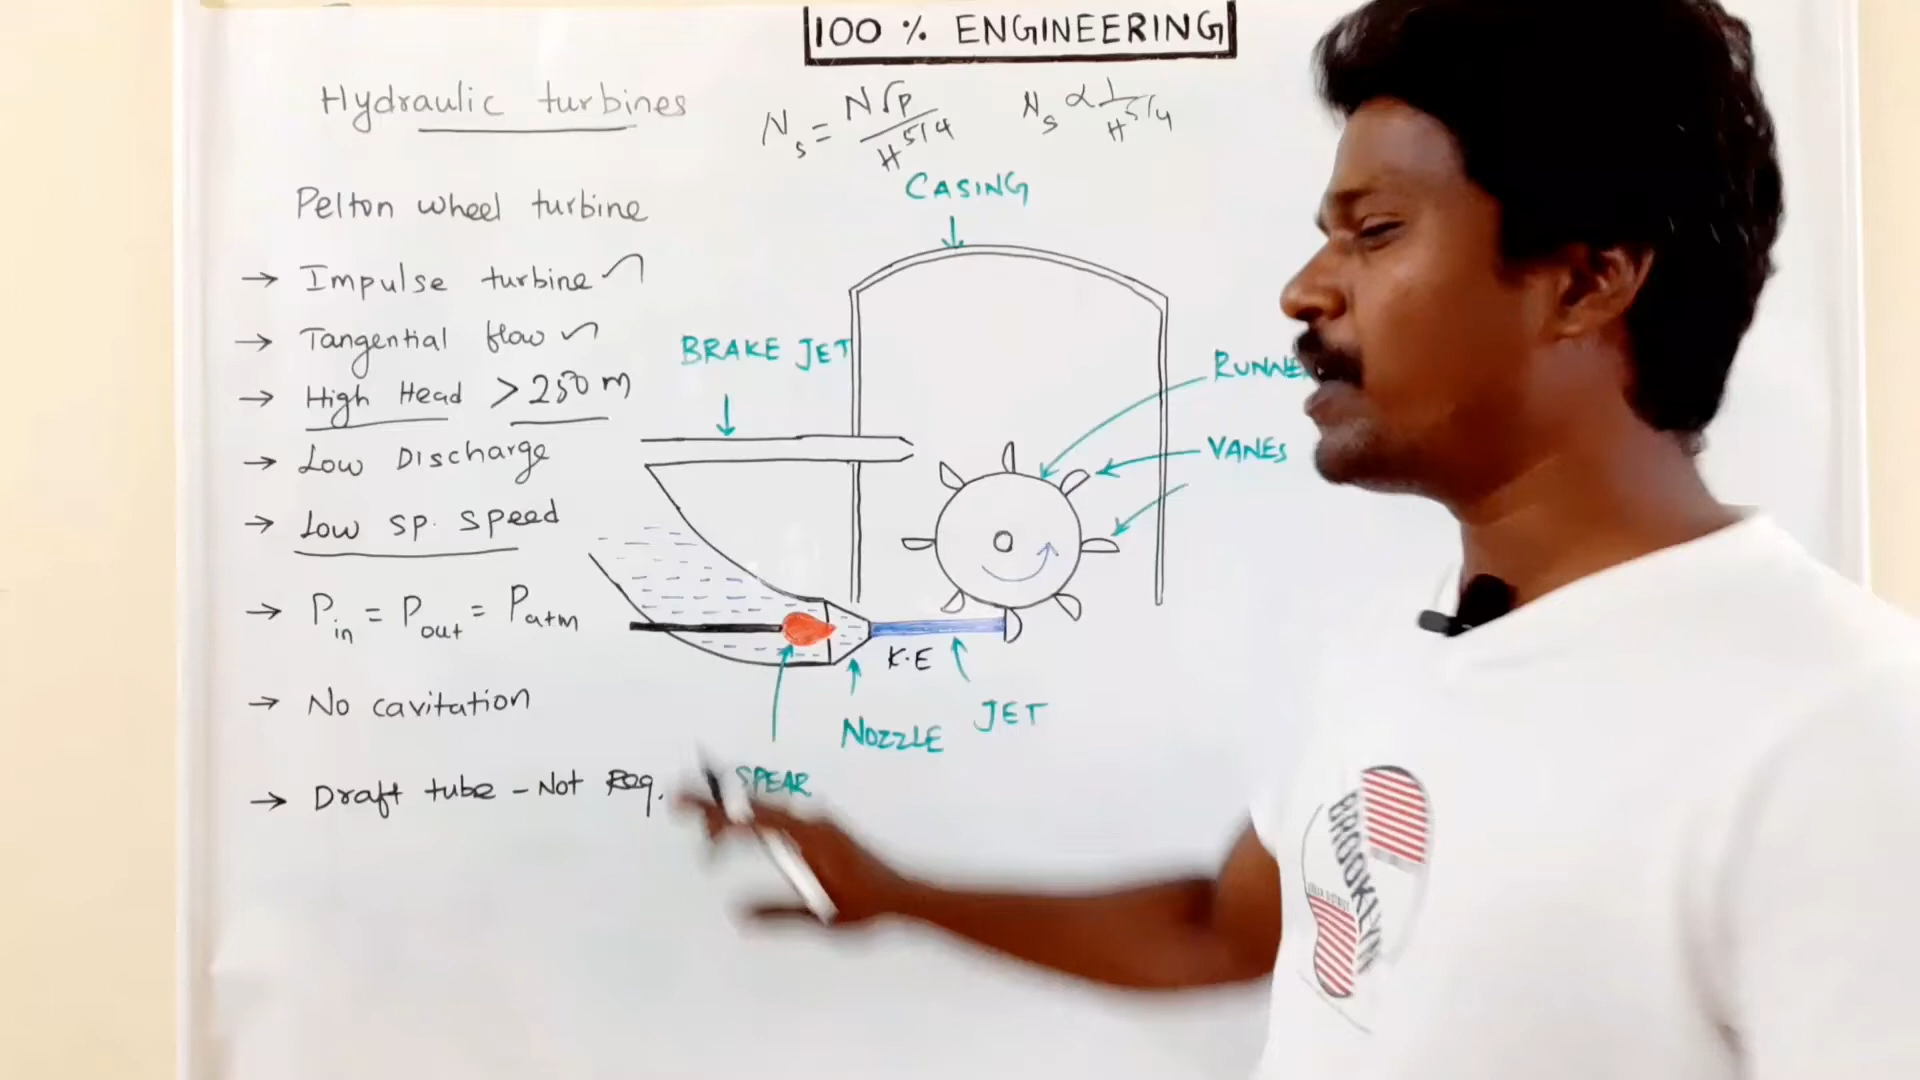 100 % ENGINEERING
Hydraulic turbines
Ns = N√P / H^5/4
Ns ∝ 1 / H^5/4
Pelton wheel turbine
→ Impulse turbine
→ Tangential flow
→ High Head > 250 m
→ Low Discharge
→ Low sp. speed
→ Pin = Pout = Patm
→ No cavitation
→ Draft tube - Not Req.
CASING
BRAKE JET
RUNNE
VANES
K.E
JET
NOZZLE
SPEAR
BROOKLYN